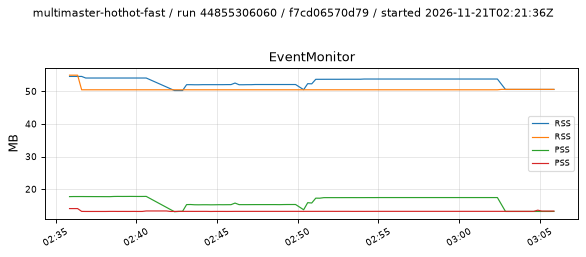 multimaster-hothot-fast / run 44855306060 / f7cd06570d79 / started 2026-11-21T02:21:36Z
EventMonitor
MB
50
40
30
20
RSS
RSS
PSS
PSS
02:35
02:40
02:45
02:50
02:55
03:00
03:05